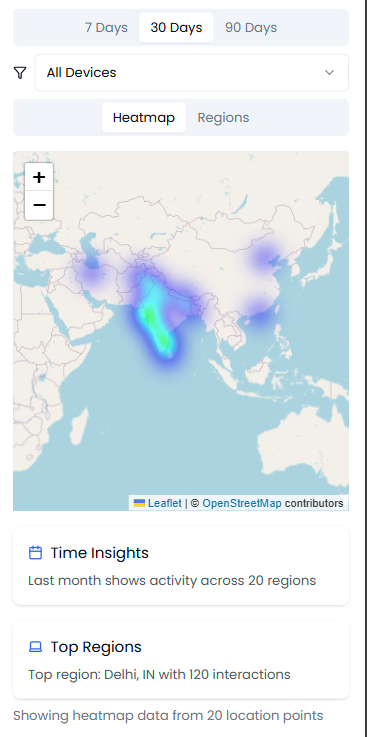 7 Days 30 Days 90 Days
All Devices
Heatmap Regions
+
−
Leaflet | © OpenStreetMap contributors
Time Insights
Last month shows activity across 20 regions
Top Regions
Top region: Delhi, IN with 120 interactions
Showing heatmap data from 20 location points